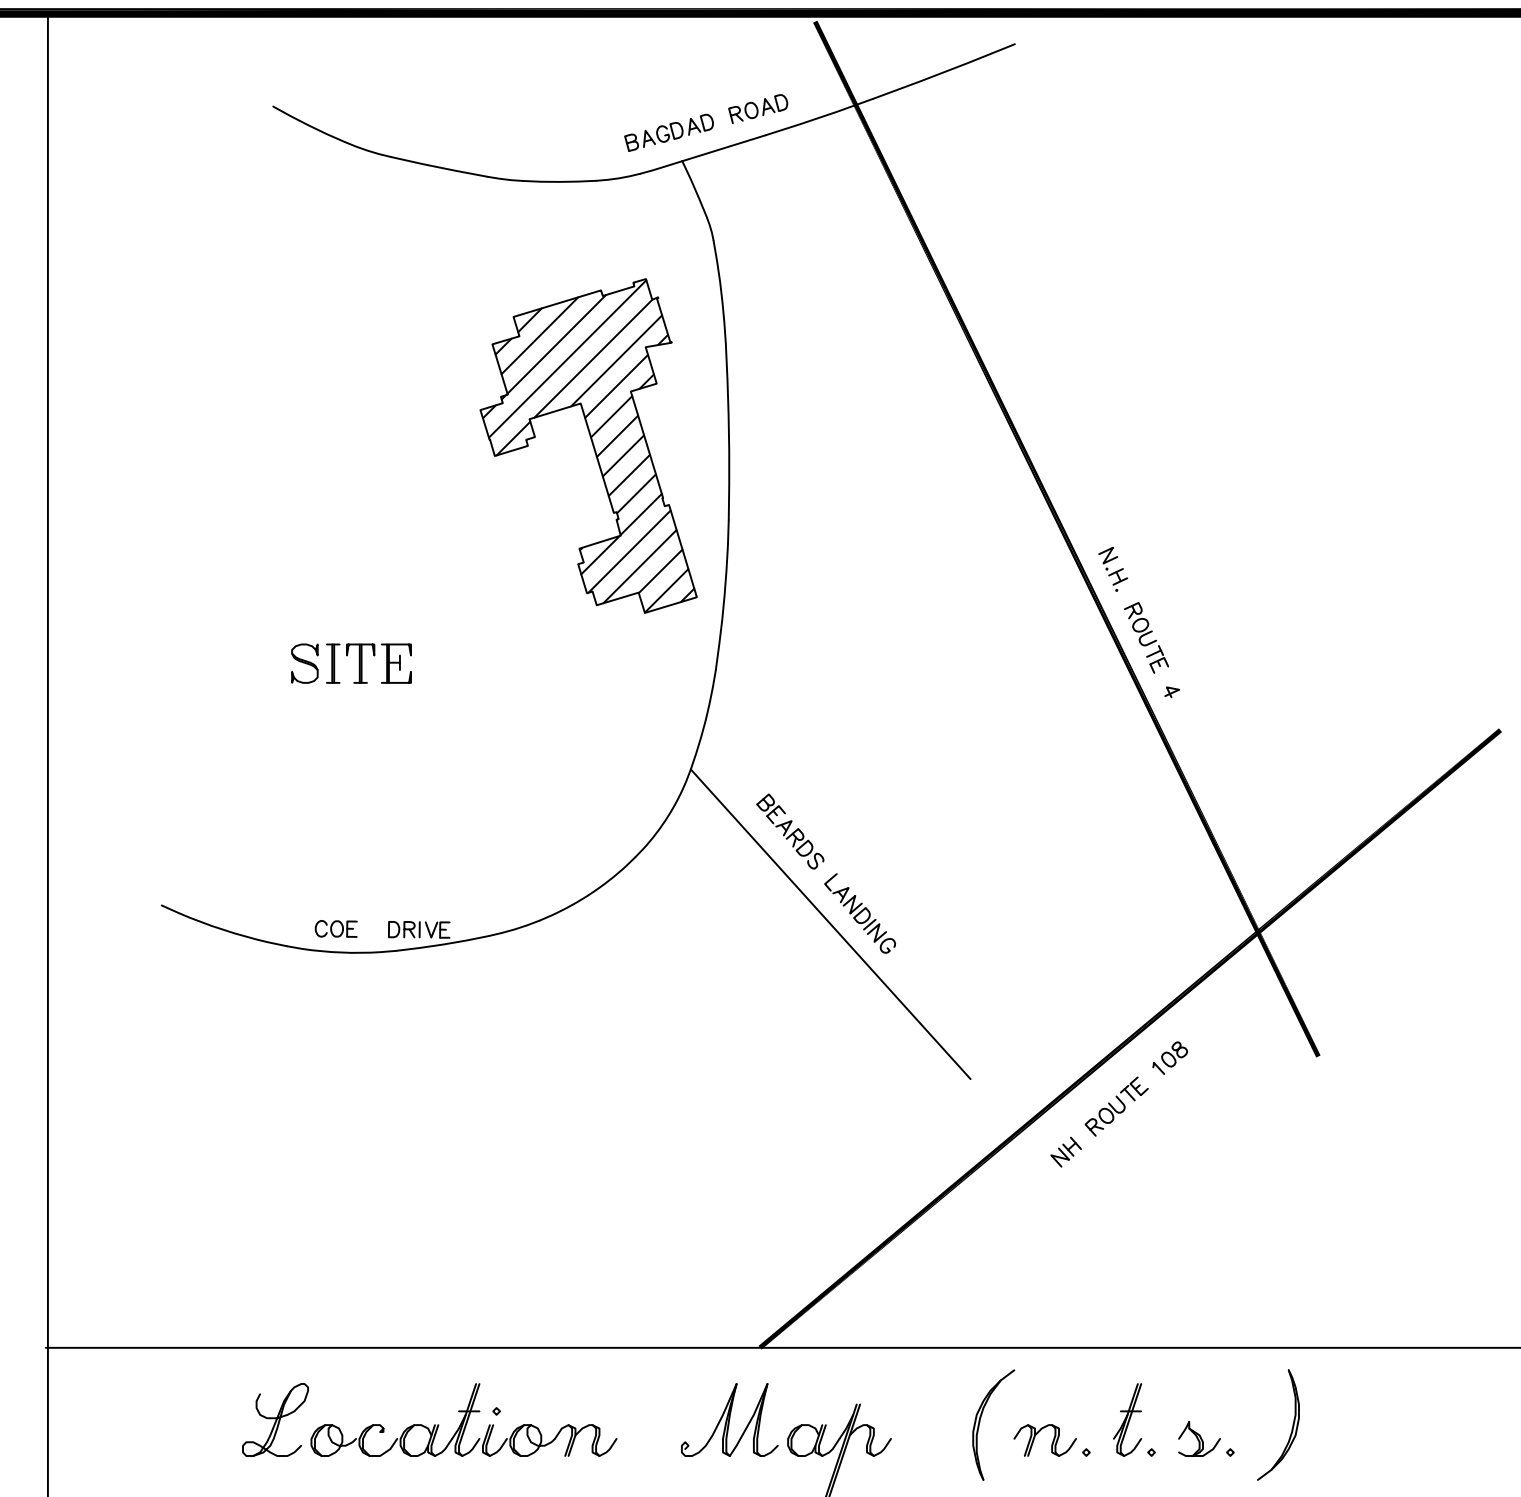 BAGDAD ROAD
N.H. ROUTE 4
SITE
BEARDS LANDING
COE DRIVE
NH ROUTE 108
Location Map (n.t.s.)